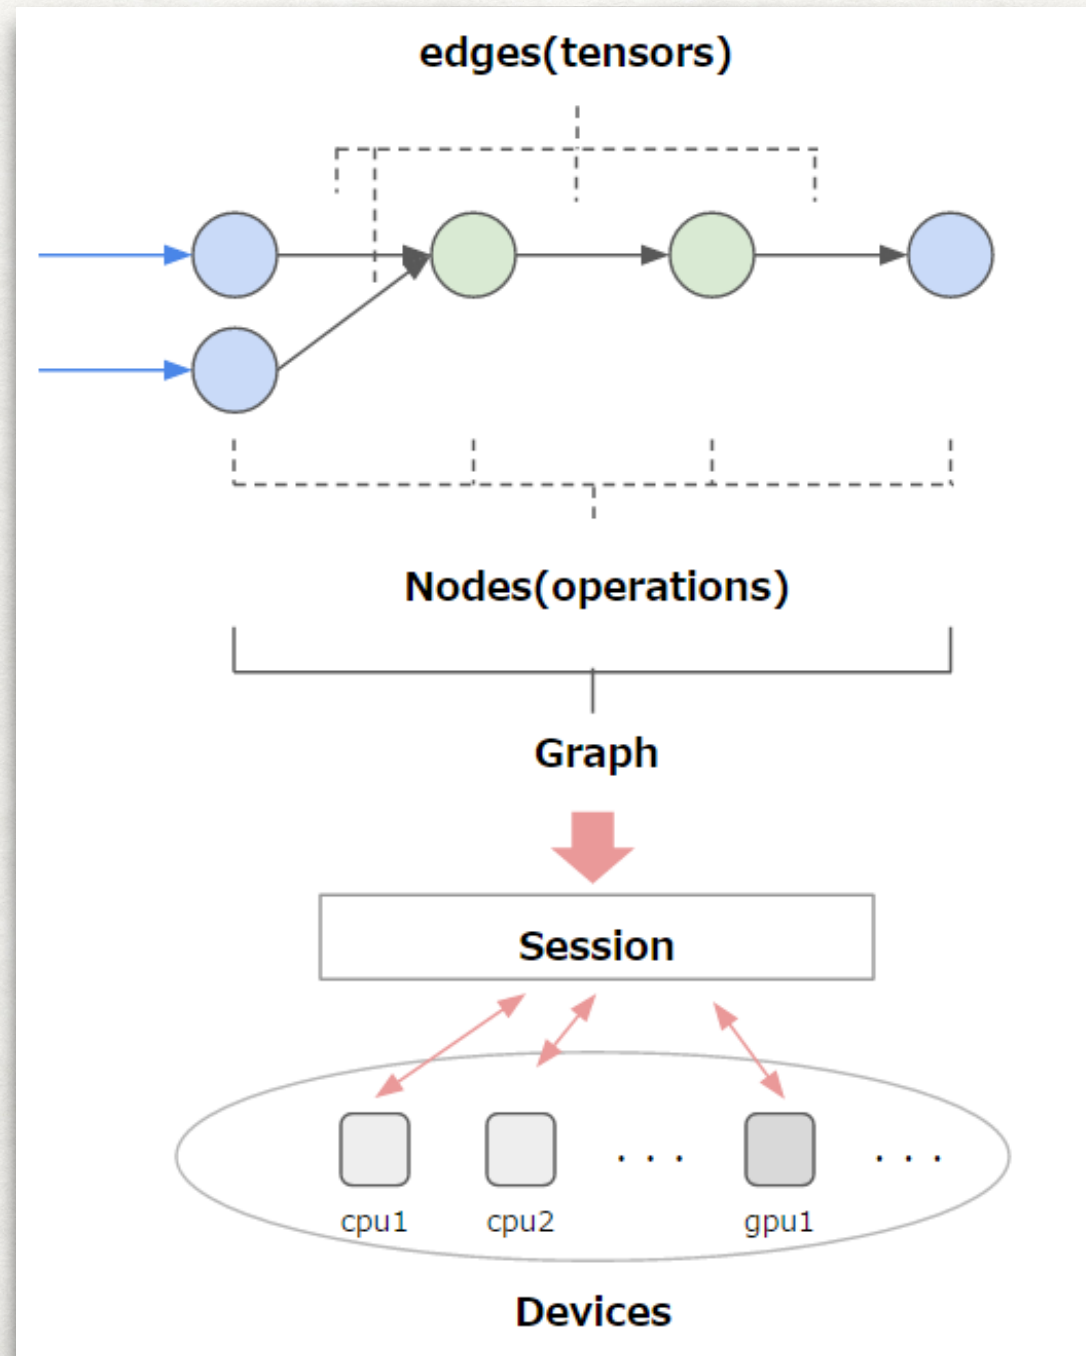 edges(tensors)
Nodes(operations)
Graph
Session
. . .
. . .
cpu1
cpu2
gpu1
Devices